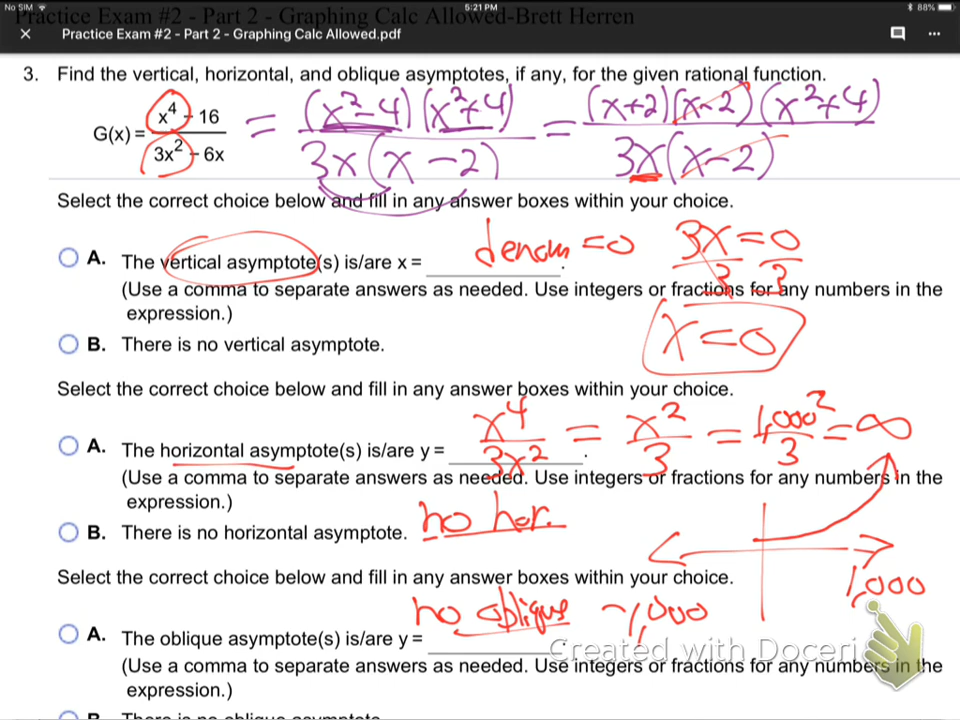 No SIM 5:21 PM 88%
Practice Exam #2 - Part 2 - Graphing Calc Allowed-Brett Herren
✕ Practice Exam #2 - Part 2 - Graphing Calc Allowed.pdf •••
3. Find the vertical, horizontal, and oblique asymptotes, if any, for the given rational function.
G(x) = (x⁴ - 16)/(3x² - 6x) = (x²-4)(x²+4)/3x(x-2) = (x+2)(x-2)(x²+4)/3x(x-2)
Select the correct choice below and fill in any answer boxes within your choice.
denom = 0 3x/3 = 0/3
A. The vertical asymptote(s) is/are x = ____.
(Use a comma to separate answers as needed. Use integers or fractions for any numbers in the
expression.)
x = 0
B. There is no vertical asymptote.
Select the correct choice below and fill in any answer boxes within your choice.
x⁴/3x² = x²/3 = 1,000²/3 = ∞
A. The horizontal asymptote(s) is/are y = ____.
(Use a comma to separate answers as needed. Use integers or fractions for any numbers in the
expression.)
B. There is no horizontal asymptote. no hor.
Select the correct choice below and fill in any answer boxes within your choice.
1,000
no oblique -1,000
A. The oblique asymptote(s) is/are y = ____.
Created with Doceri
(Use a comma to separate answers as needed. Use integers or fractions for any numbers in the
expression.)
B. There is no oblique asymptote.